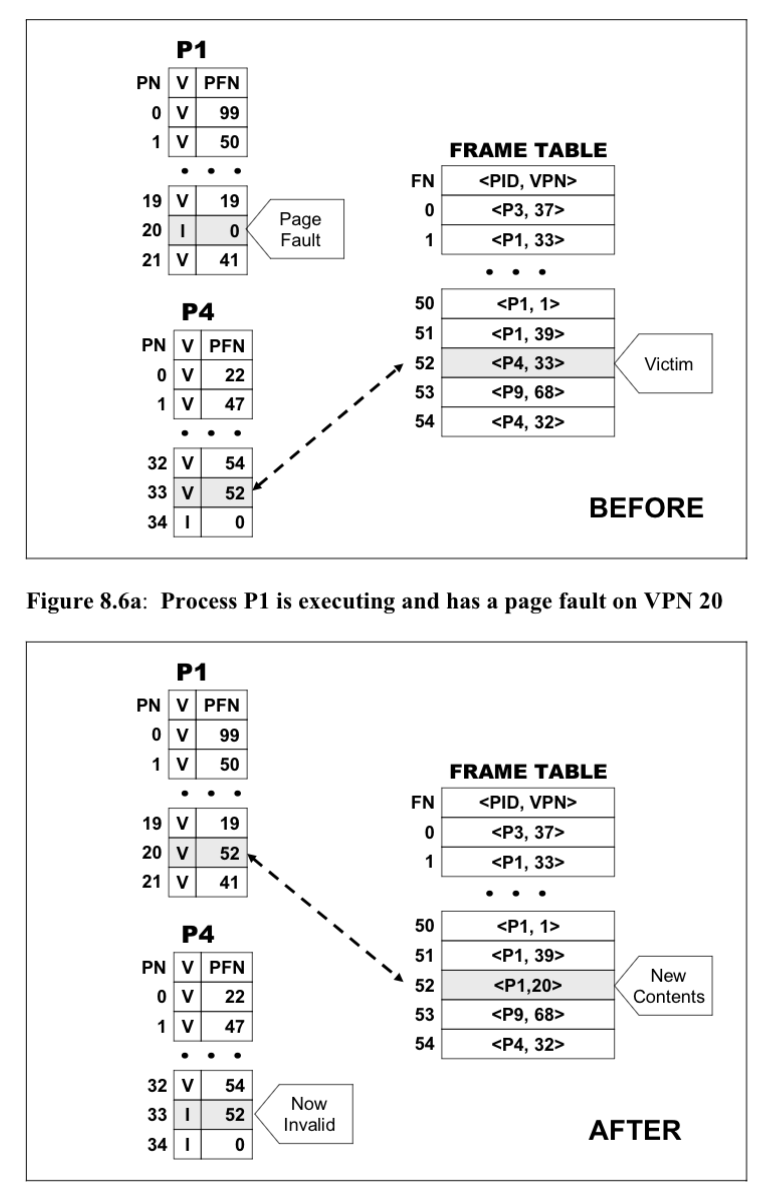 P1
PN V PFN
0 V 99
1 V 50
• • •
19 V 19
20 I 0
21 V 41
Page
Fault
P4
PN V PFN
0 V 22
1 V 47
• • •
32 V 54
33 V 52
34 I 0
FRAME TABLE
FN <PID, VPN>
0 <P3, 37>
1 <P1, 33>
• • •
50 <P1, 1>
51 <P1, 39>
52 <P4, 33>
53 <P9, 68>
54 <P4, 32>
Victim
BEFORE
Figure 8.6a: Process P1 is executing and has a page fault on VPN 20
P1
PN V PFN
0 V 99
1 V 50
• • •
19 V 19
20 V 52
21 V 41
P4
PN V PFN
0 V 22
1 V 47
• • •
32 V 54
33 I 52
34 I 0
Now
Invalid
FRAME TABLE
FN <PID, VPN>
0 <P3, 37>
1 <P1, 33>
• • •
50 <P1, 1>
51 <P1, 39>
52 <P1,20>
53 <P9, 68>
54 <P4, 32>
New
Contents
AFTER